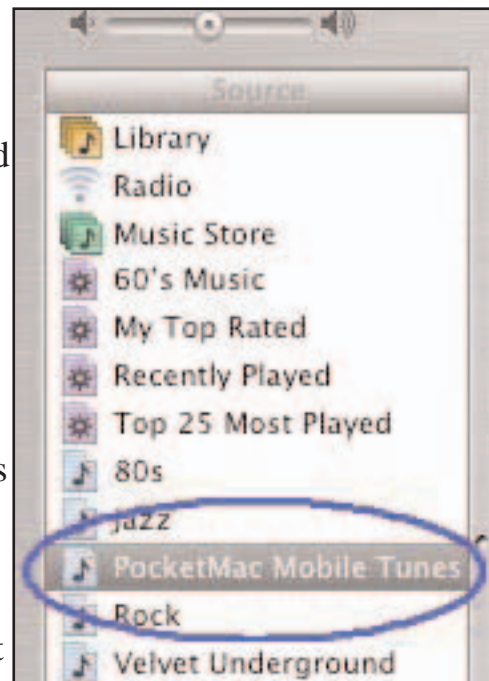 Source
Library
Radio
Music Store
60's Music
My Top Rated
Recently Played
Top 25 Most Played
80s
Jazz
PocketMac Mobile Tunes
Rock
Velvet Underground